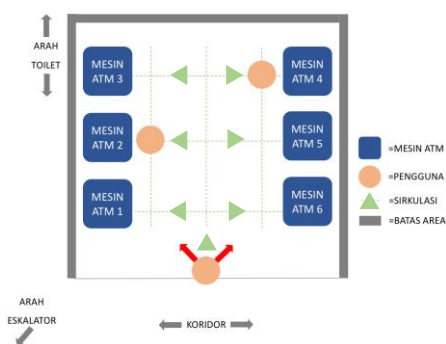 ARAH
TOILET
MESIN
ATM 3
MESIN
ATM 4
MESIN
ATM 2
MESIN
ATM 5
MESIN
ATM 1
MESIN
ATM 6
=MESIN ATM
=PENGGUNA
=SIRKULASI
=BATAS AREA
ARAH
ESKALATOR
KORIDOR